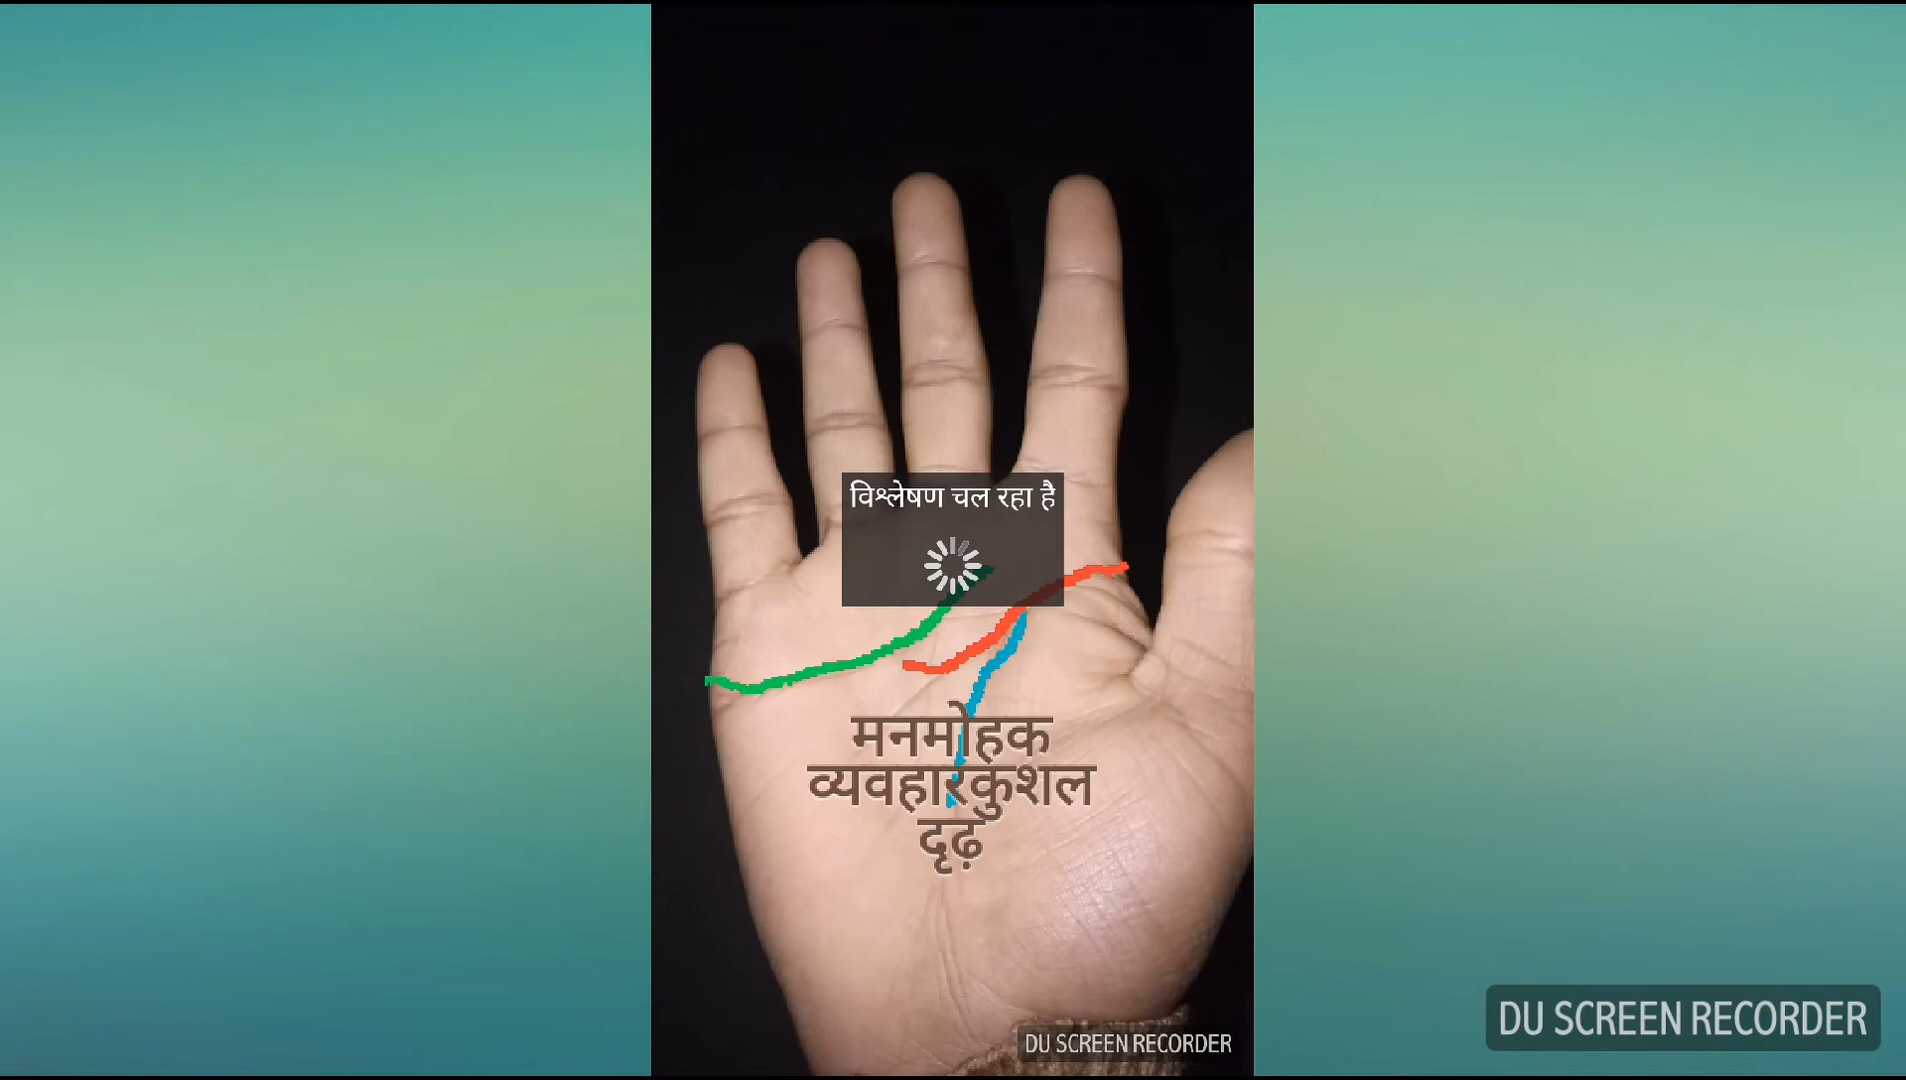 विश्लेषण चल रहा है
मनमोहक
व्यवहारकुशल
दृढ़
DU SCREEN RECORDER
DU SCREEN RECORDER